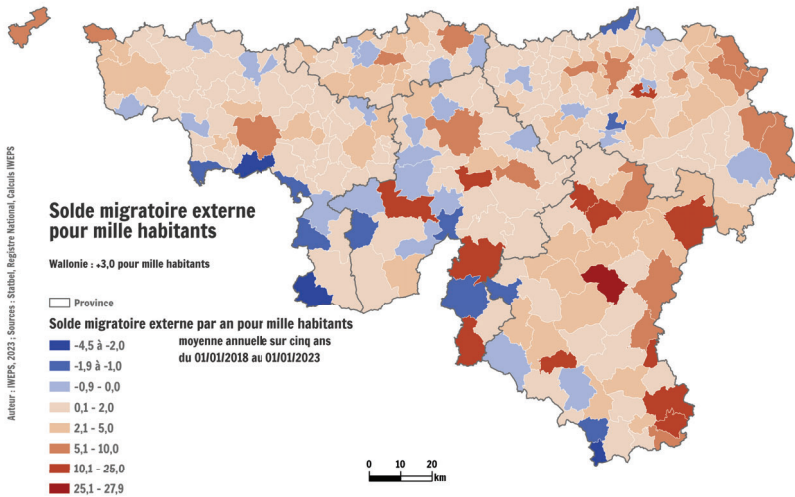 Solde migratoire externe
pour mille habitants
Wallonie : +3,0 pour mille habitants
Province
Solde migratoire externe par an pour mille habitants
moyenne annuelle sur cinq ans
du 01/01/2018 au 01/01/2023
-4,5 à -2,0
-1,9 à -1,0
-0,9 - 0,0
0,1 - 2,0
2,1 - 5,0
5,1 - 10,0
10,1 - 25,0
25,1 - 27,9
0 10 20
km
Auteur : IWEPS, 2023 ; Sources : Statbel, Registre National, Calculs IWEPS